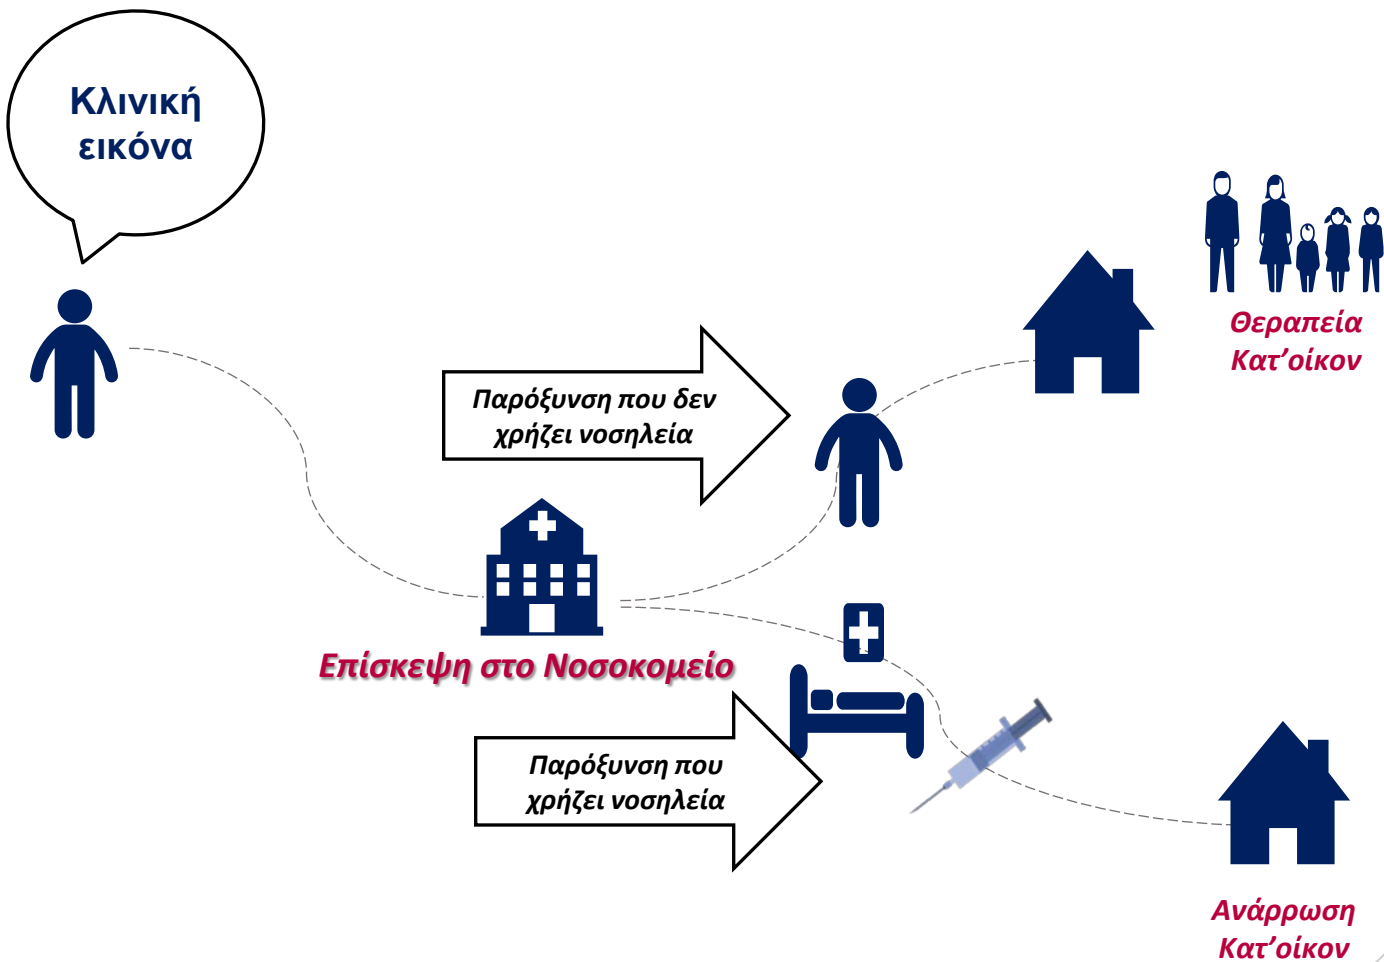 Κλινική
εικόνα
Θεραπεία
Κατ’οίκον
Παρόξυνση που δεν
χρήζει νοσηλεία
Επίσκεψη στο Νοσοκομείο
Παρόξυνση που
χρήζει νοσηλεία
Ανάρρωση
Κατ’οίκον